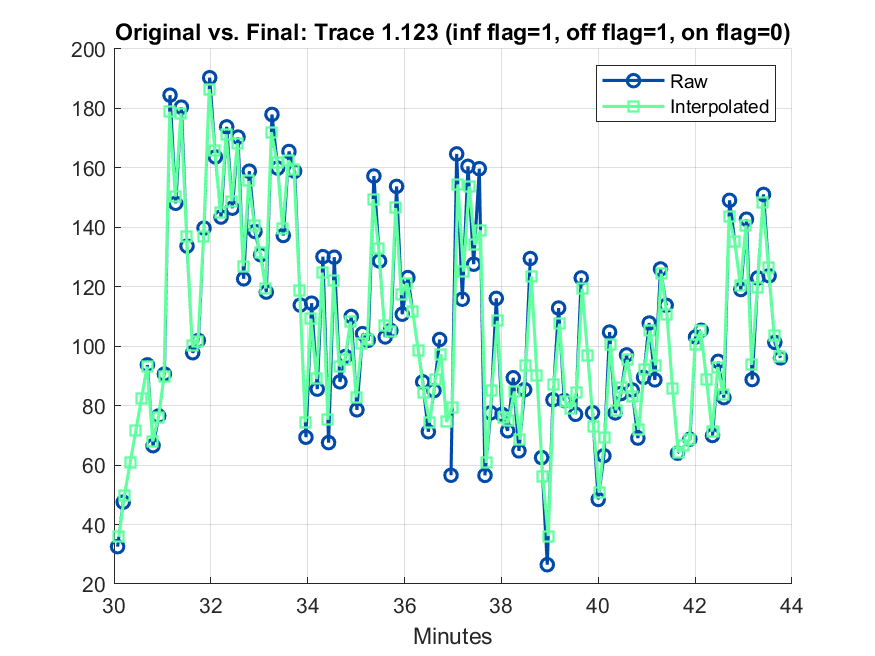 Original vs. Final: Trace 1.123 (inf flag=1, off flag=1, on flag=0)
200
180
160
140
120
100
80
60
40
20
Raw
Interpolated
30 32 34 36 38 40 42 44
Minutes